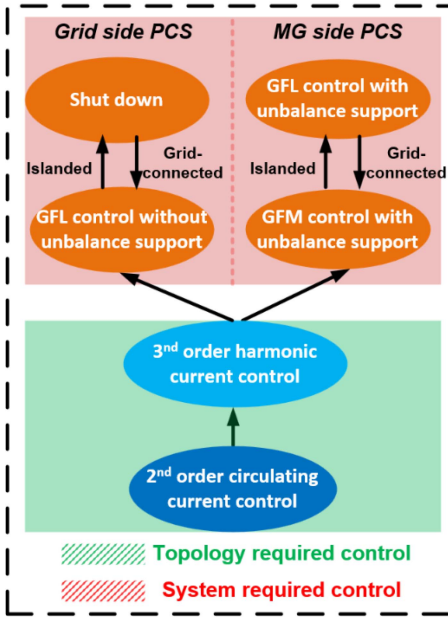 Grid side PCS MG side PCS
Shut down
GFL control with
unbalance support
Islanded
Grid-
connected
Islanded
Grid-
connected
GFL control without
unbalance support
GFM control with
unbalance support
3nd order harmonic
current control
2nd order circulating
current control
Topology required control
System required control